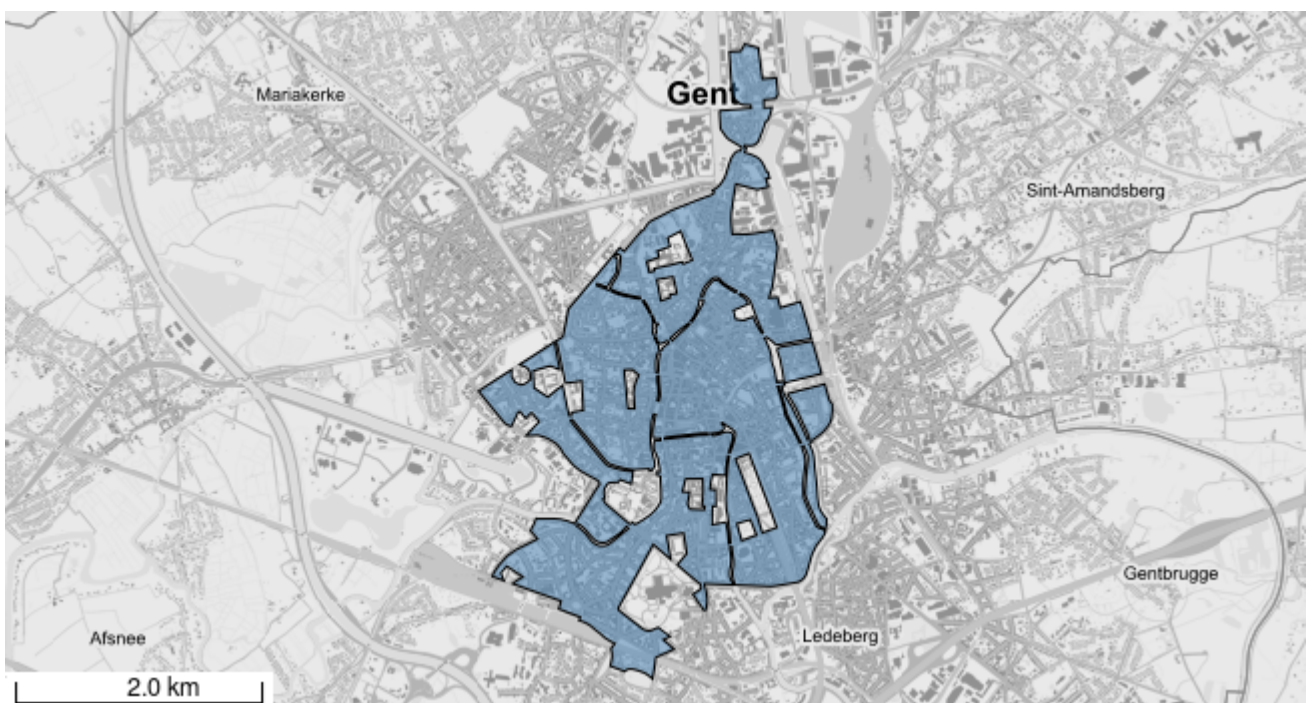 Gent
Mariakerke
Sint-Amandsberg
Gentbrugge
Afsnee
Ledeberg
2.0 km